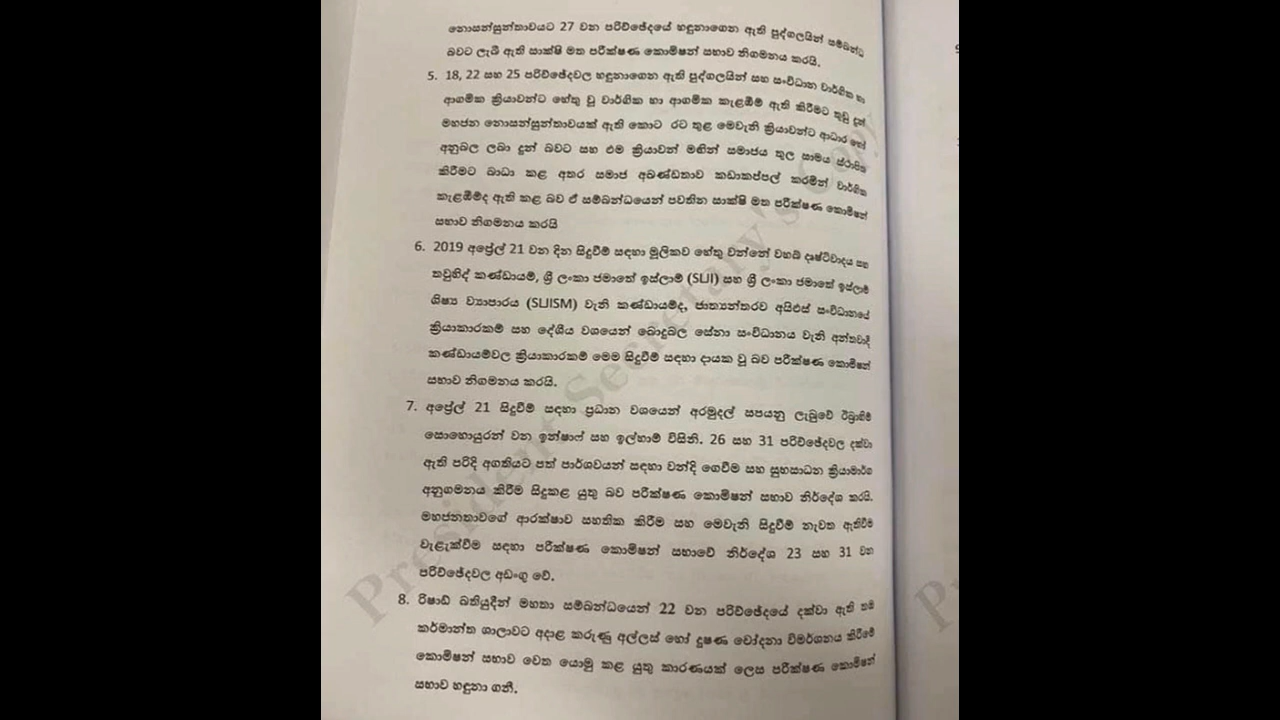 නොසන්සුන්තාවයට 27 වන පරිච්ඡේදයේ හඳුනාගෙන ඇති පුද්ගලයින් සම්බන්ධ
බවට ලැබී ඇති සාක්ෂි මත පරීක්ෂණ කොමිෂන් සභාව නිගමනය කරයි.
5. 18, 22 සහ 25 පරිච්ඡේදවල හඳුනාගෙන ඇති පුද්ගලයින් සහ සංවිධාන වාර්ගික හා
ආගමික ක්‍රියාවන්ට හේතු වූ වාර්ගික හා ආගමික කැළඹීම් ඇති කිරීමට තුඩු දුන්
මහජන නොසන්සුන්තාවයක් ඇති කොට රට තුළ මෙවැනි ක්‍රියාවන්ට ආධාර හෝ
අනුබල ලබා දුන් බවට සහ එම ක්‍රියාවන් මඟින් සමාජය තුල සාමය ස්ථාපිත
කිරීමට බාධා කළ අතර සමාජ අඛණ්ඩතාව කඩාකප්පල් කරමින් වාර්ගික
කැළඹීම්ද ඇති කළ බව ඒ සම්බන්ධයෙන් පවතින සාක්ෂි මත පරීක්ෂණ කොමිෂන්
සභාව නිගමනය කරයි
6. 2019 අප්‍රේල් 21 වන දින සිදුවීම් සඳහා මූලිකව හේතු වන්නේ වහබ් දෘෂ්ටිවාදය සහ
තව්හිද් කණ්ඩායම්, ශ්‍රී ලංකා ජමාතේ ඉස්ලාම් (SLJI) සහ ශ්‍රී ලංකා ජමාතේ ඉස්ලාම්
ශිෂ්‍ය ව්‍යාපාරය (SLJISM) වැනි කණ්ඩායම්ද, ජාත්‍යන්තරව අයිඑස් සංවිධානයේ
ක්‍රියාකාරකම් සහ දේශීය වශයෙන් බොදුබල සේනා සංවිධානය වැනි අන්තවාදී
කණ්ඩායම්වල ක්‍රියාකාරකම් මෙම සිදුවීම් සඳහා දායක වූ බව පරීක්ෂණ කොමිෂන්
සභාව නිගමනය කරයි.
7. අප්‍රේල් 21 සිදුවීම් සඳහා ප්‍රධාන වශයෙන් අරමුදල් සපයනු ලැබුවේ ඊබ්‍රාහිම්
සොහොයුරන් වන ඉන්ෂාෆ් සහ ඉල්හාම් විසිනි. 26 සහ 31 පරිච්ඡේදවල දක්වා
ඇති පරිදි අගතියට පත් පාර්ශවයන් සඳහා වන්දි ගෙවීම සහ සුභසාධන ක්‍රියාමාර්ග
අනුගමනය කිරීම සිදුකළ යුතු බව පරීක්ෂණ කොමිෂන් සභාව නිර්දේශ කරයි.
මහජනතාවගේ ආරක්ෂාව සහතික කිරීම සහ මෙවැනි සිදුවීම් නැවත ඇතිවීම
වැළැක්වීම සඳහා පරීක්ෂණ කොමිෂන් සභාවේ නිර්දේශ 23 සහ 31 වන
පරිච්ඡේදවල අඩංගු වේ.
8. රිෂාඩ් බතියුදීන් මහතා සම්බන්ධයෙන් 22 වන පරිච්ඡේදයේ දක්වා ඇති තඹ
කර්මාන්ත ශාලාවට අදාළ කරුණු අල්ලස් හෝ දූෂණ චෝදනා විමර්ශනය කිරීමේ
කොමිෂන් සභාව වෙත යොමු කළ යුතු කාරණයක් ලෙස පරීක්ෂණ කොමිෂන්
සභාව හඳුනා ගනී.
President Secretary's Copy
Pres